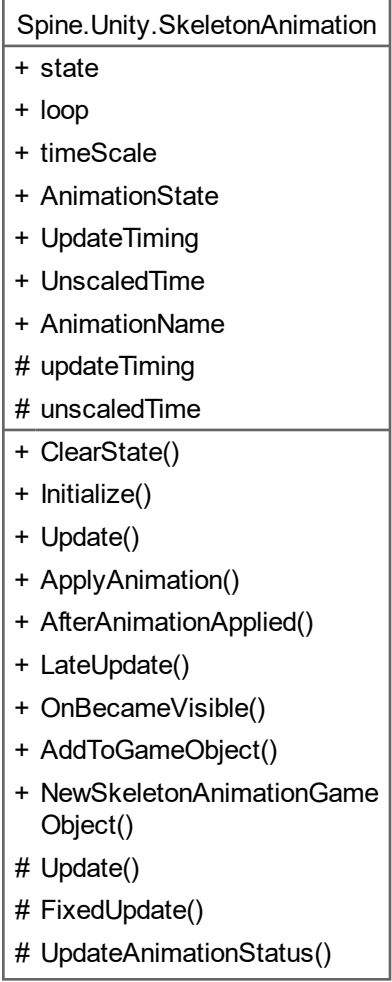 Spine.Unity.SkeletonAnimation
+ state
+ loop
+ timeScale
+ AnimationState
+ UpdateTiming
+ UnscaledTime
+ AnimationName
# updateTiming
# unscaledTime
+ ClearState()
+ Initialize()
+ Update()
+ ApplyAnimation()
+ AfterAnimationApplied()
+ LateUpdate()
+ OnBecameVisible()
+ AddToGameObject()
+ NewSkeletonAnimationGame
Object()
# Update()
# FixedUpdate()
# UpdateAnimationStatus()